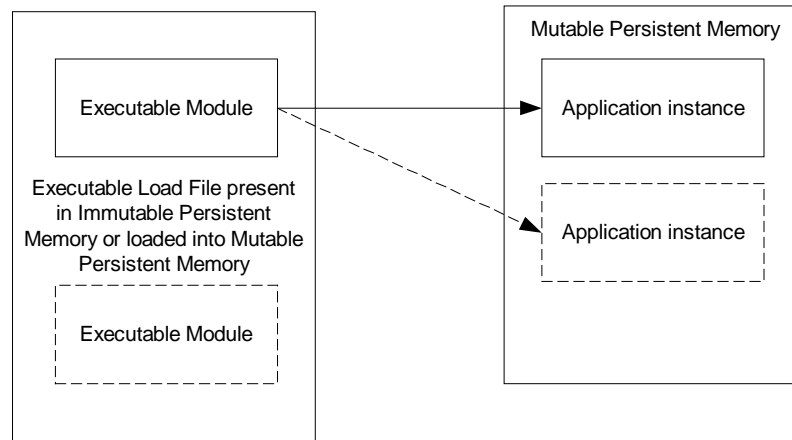 Mutable Persistent Memory
Executable Module
Application instance
Executable Load File present
in Immutable Persistent
Memory or loaded into Mutable
Persistent Memory
Application instance
Executable Module